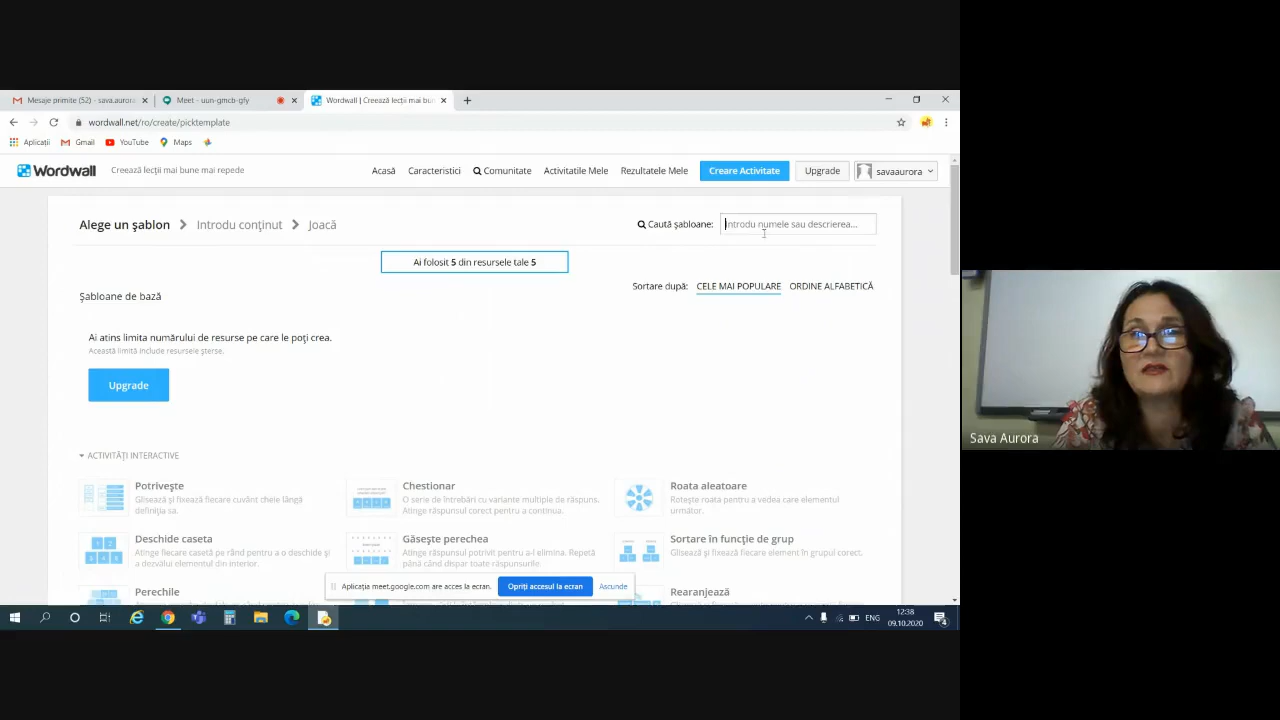 Mesaje primite (52) - sava.aurora
Meet - uun-gmcb-gfy
Wordwall | Creează lecții mai bun
wordwall.net/ro/create/picktemplate
Aplicații
Gmail
YouTube
Maps
Wordwall
Creează lecții mai bune mai repede
Acasă
Caracteristici
Comunitate
Activitatile Mele
Rezultatele Mele
Creare Activitate
Upgrade
savaaurora
Alege un șablon
Introdu conținut
Joacă
Caută șabloane:
Introdu numele sau descrierea...
Ai folosit 5 din resursele tale 5
Șabloane de bază
Sortare după:
CELE MAI POPULARE
ORDINE ALFABETICĂ
Ai atins limita numărului de resurse pe care le poți crea.
Această limită include resursele șterse.
Upgrade
ACTIVITĂȚI INTERACTIVE
Potrivește
Glisează și fixează fiecare cuvânt cheie lângă
definiția sa.
Chestionar
O serie de întrebări cu variante multiple de răspuns.
Atinge răspunsul corect pentru a continua.
Roata aleatoare
Rotește roata pentru a vedea care elementul
următor.
Deschide caseta
Atinge fiecare casetă pe rând pentru a o deschide și
a dezvălui elementul din interior.
Găsește perechea
Atinge răspunsul potrivit pentru a-l elimina. Repetă
până când dispar toate răspunsurile.
Sortare în funcție de grup
Glisează și fixează fiecare element în grupul corect.
Perechile
Rearanjează
Aplicația meet.google.com are acces la ecran.
Opriți accesul la ecran
Ascunde
ENG
12:38
09.10.2020
4
Sava Aurora